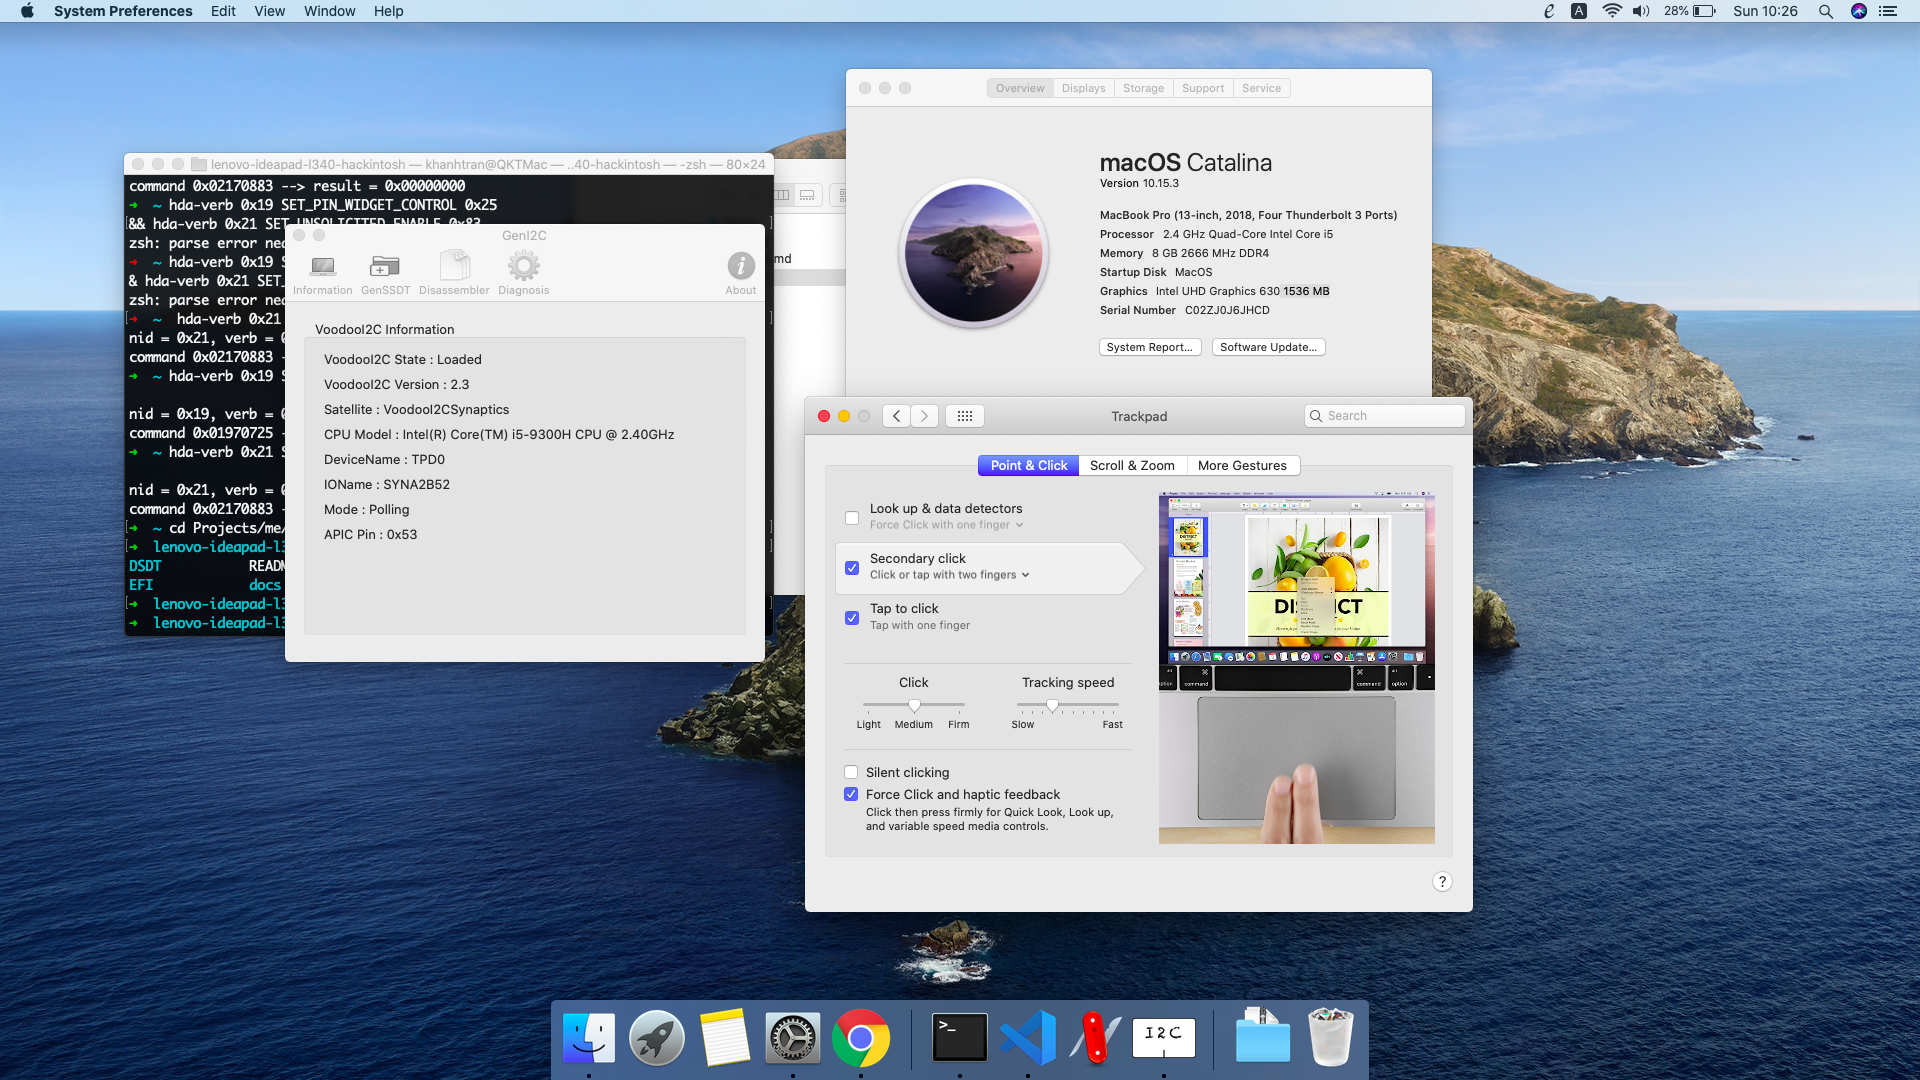 System Preferences Edit View Window Help
28% Sun 10:26
lenovo-ideapad-l340-hackintosh — khanhtran@QKTMac — ..40-hackintosh — -zsh — 80×24
command 0x02170883 --> result = 0x00000000
➜ ~ hda-verb 0x19 SET_PIN_WIDGET_CONTROL 0x25
&& hda-verb 0x21 SET_UNSOLICITED_ENABLE 0x83
zsh: parse error nea
➜ ~ hda-verb 0x19 S
& hda-verb 0x21 SET_
zsh: parse error nea
➜ ~ hda-verb 0x21
nid = 0x21, verb = 0
command 0x02170883 -
➜ ~ hda-verb 0x19 S
nid = 0x19, verb = 0
command 0x01970725 -
➜ ~ hda-verb 0x21 S
nid = 0x21, verb = 0
command 0x02170883 -
➜ ~ cd Projects/me/
➜ lenovo-ideapad-l3
DSDT READM
EFI docs
➜ lenovo-ideapad-l3
➜ lenovo-ideapad-l3
GenI2C
Information GenSSDT Disassembler Diagnosis About
VoodooI2C Information
VoodooI2C State : Loaded
VoodooI2C Version : 2.3
Satellite : VoodooI2CSynaptics
CPU Model : Intel(R) Core(TM) i5-9300H CPU @ 2.40GHz
DeviceName : TPD0
IOName : SYNA2B52
Mode : Polling
APIC Pin : 0x53
md
Overview Displays Storage Support Service
macOS Catalina
Version 10.15.3
MacBook Pro (13-inch, 2018, Four Thunderbolt 3 Ports)
Processor 2.4 GHz Quad-Core Intel Core i5
Memory 8 GB 2666 MHz DDR4
Startup Disk MacOS
Graphics Intel UHD Graphics 630 1536 MB
Serial Number C02ZJ0J6JHCD
System Report... Software Update...
Trackpad
Search
Point & Click Scroll & Zoom More Gestures
Look up & data detectors
Force Click with one finger
Secondary click
Click or tap with two fingers
Tap to click
Tap with one finger
Click Tracking speed
Light Medium Firm Slow Fast
Silent clicking
Force Click and haptic feedback
Click then press firmly for Quick Look, Look up,
and variable speed media controls.
DISTRICT
command command option
?
>_
I2C